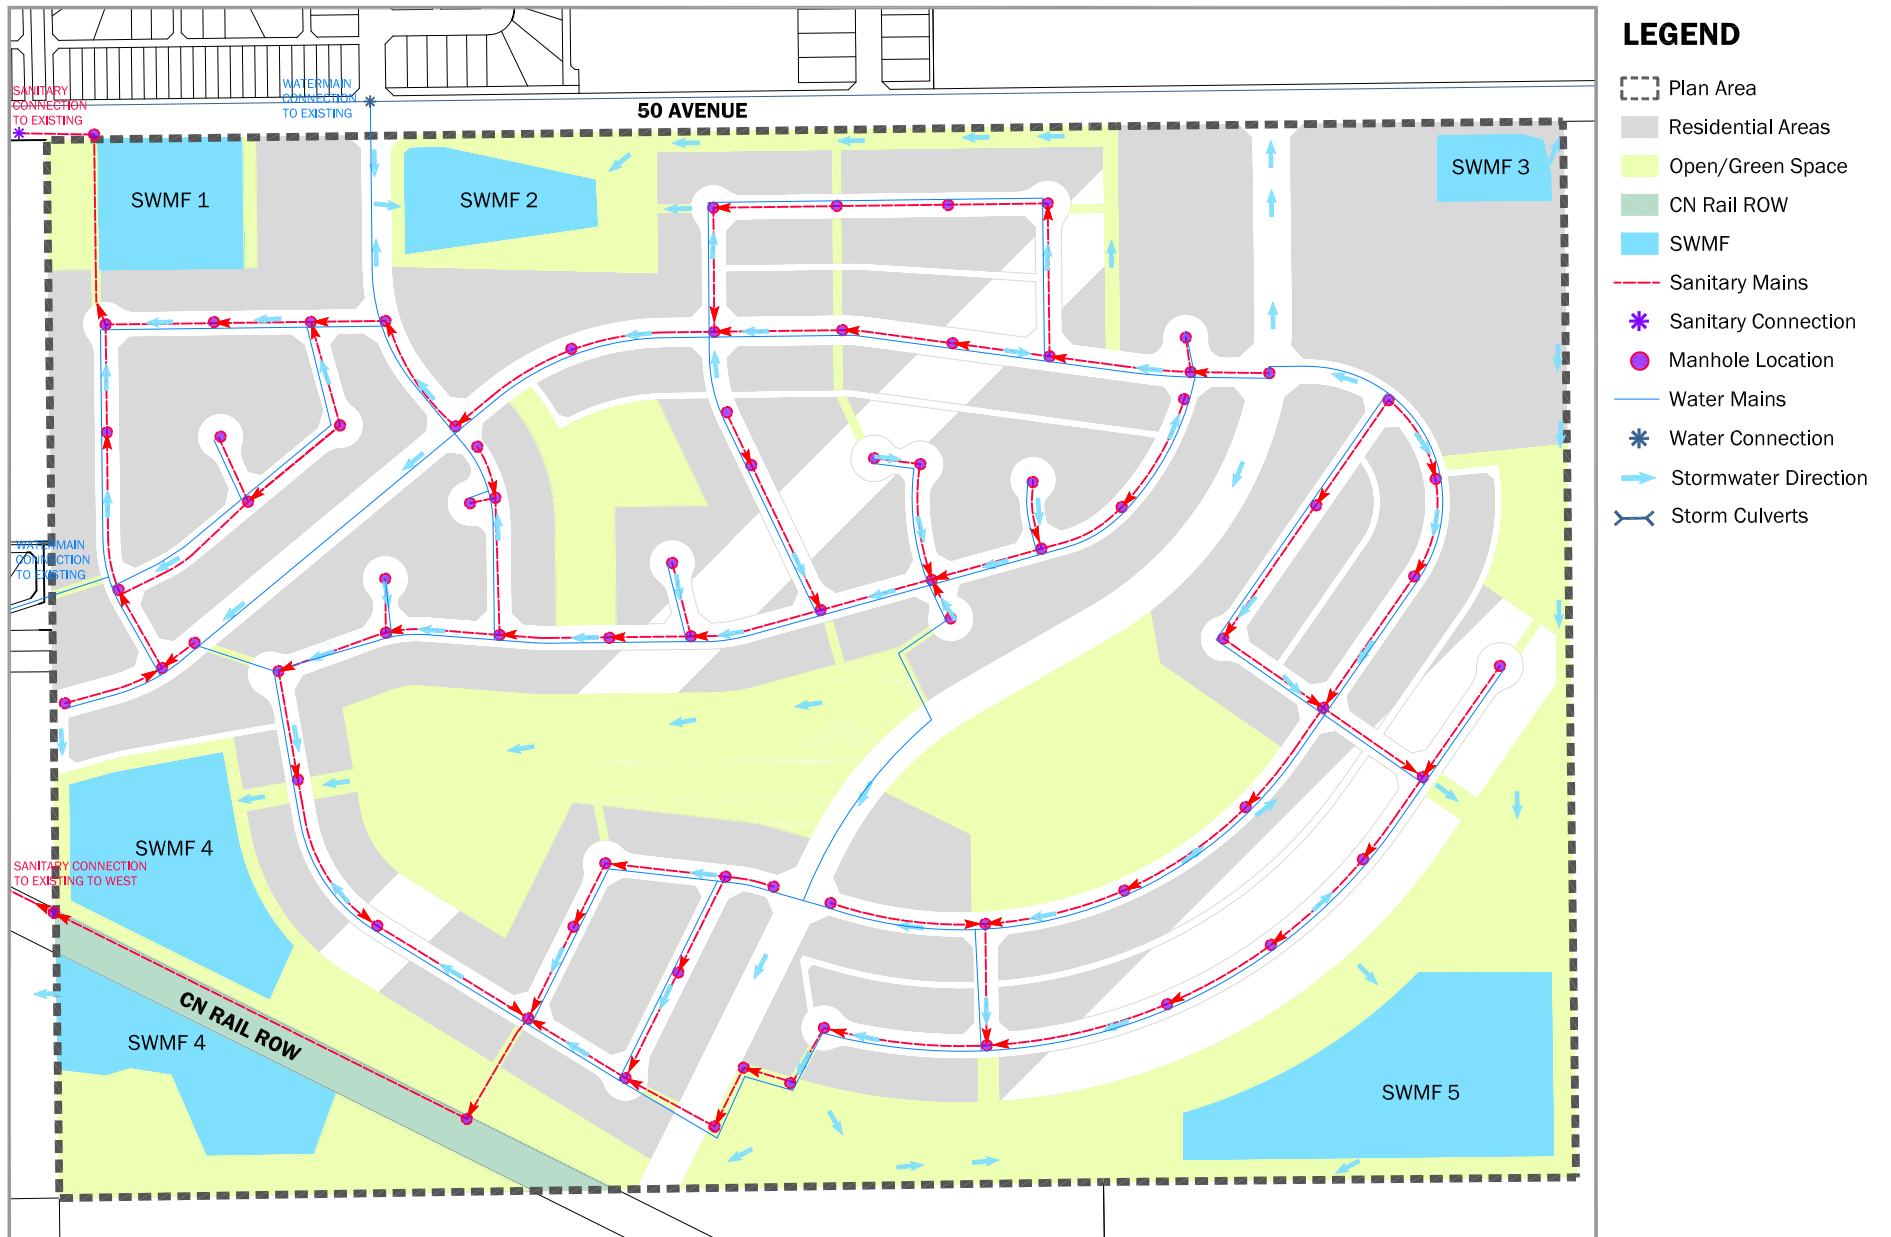 SANITARY
CONNECTION
TO EXISTING
WATERMAIN
CONNECTION
TO EXISTING
50 AVENUE
SWMF 1
SWMF 2
SWMF 3
WATERMAIN
CONNECTION
TO EXISTING
SWMF 4
SANITARY CONNECTION
TO EXISTING TO WEST
CN RAIL ROW
SWMF 4
SWMF 5
LEGEND
Plan Area
Residential Areas
Open/Green Space
CN Rail ROW
SWMF
Sanitary Mains
Sanitary Connection
Manhole Location
Water Mains
Water Connection
Stormwater Direction
Storm Culverts